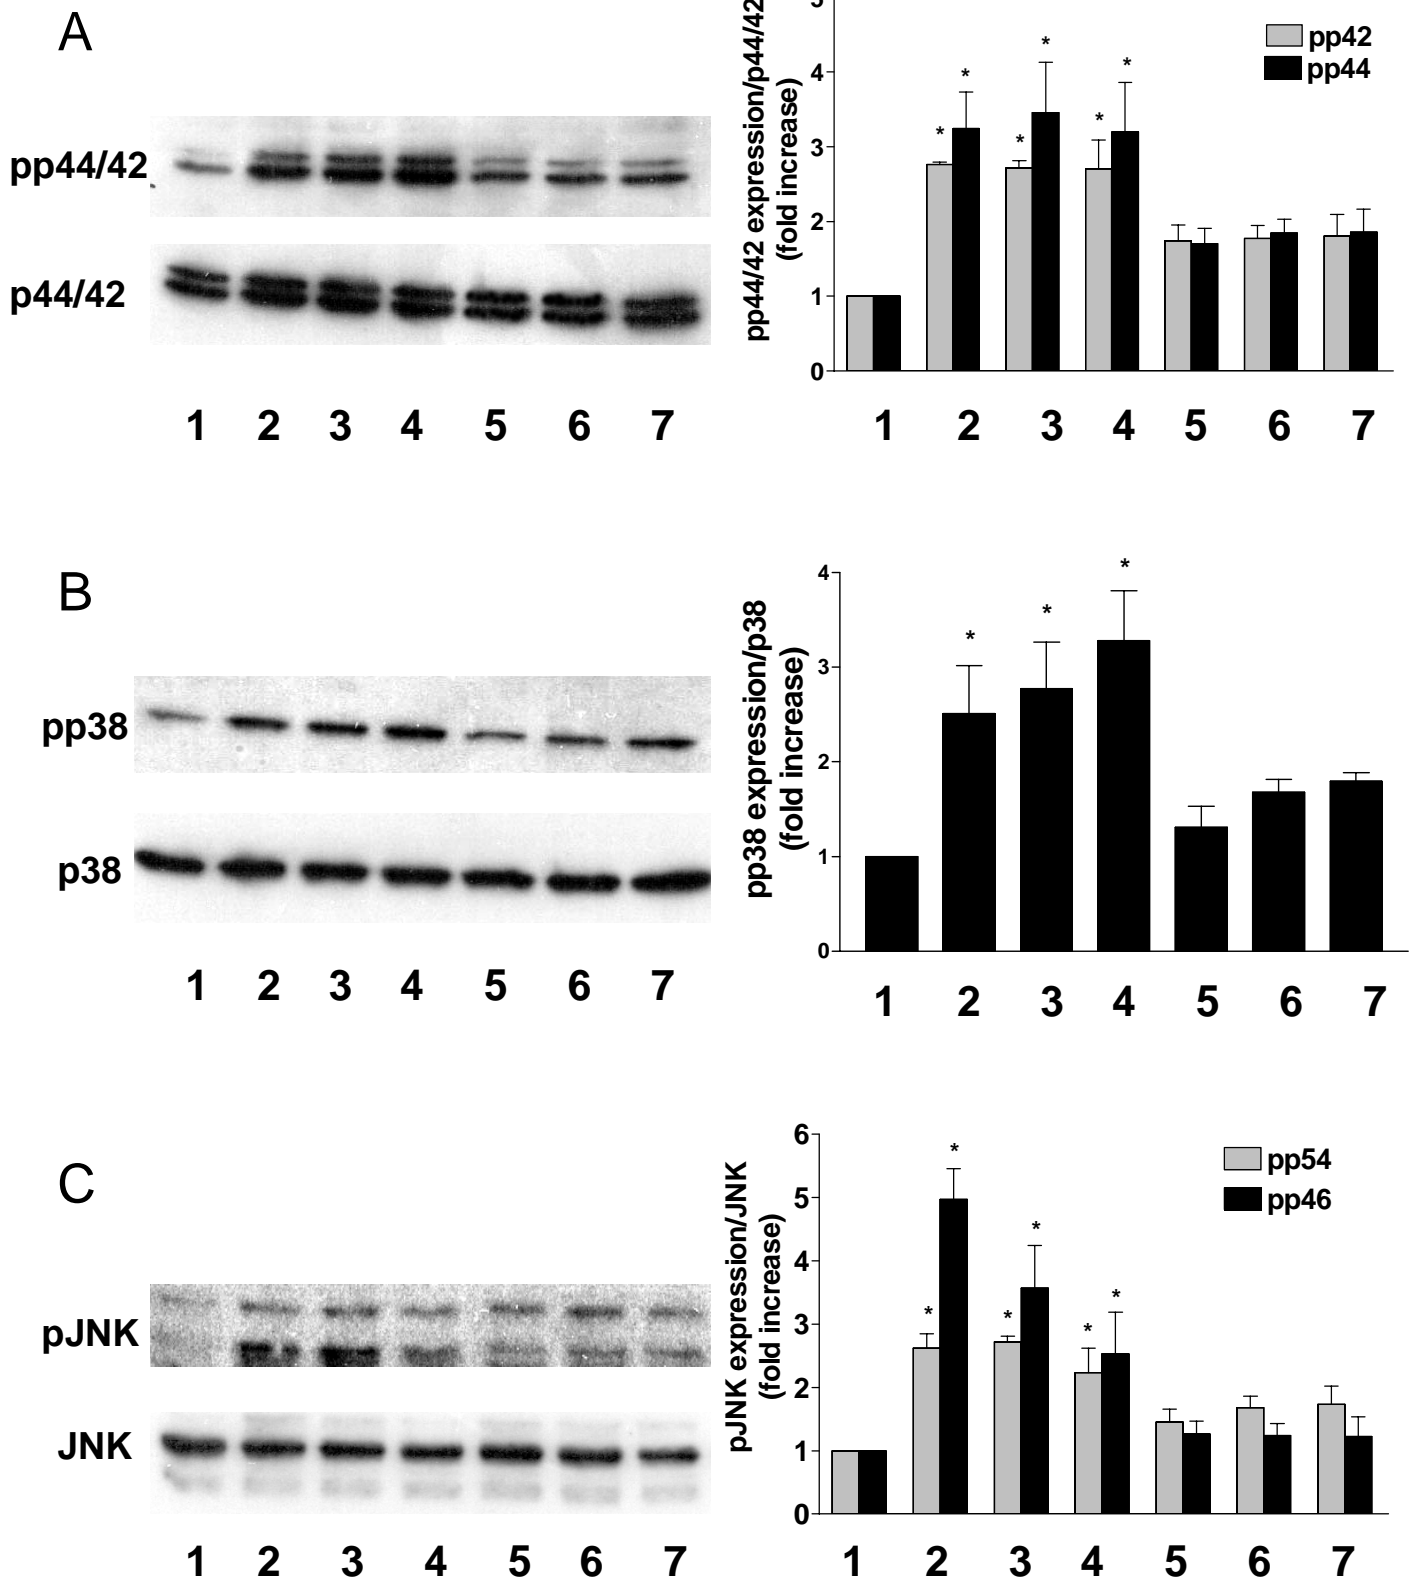 A
pp44/42
p44/42
1 2 3 4 5 6 7
pp44/42 expression/p44/42
(fold increase)
5
4
3
2
1
0
pp42
pp44
* * * * * *
1 2 3 4 5 6 7
B
pp38
p38
1 2 3 4 5 6 7
pp38 expression/p38
(fold increase)
4
3
2
1
0
* * *
1 2 3 4 5 6 7
C
pJNK
JNK
1 2 3 4 5 6 7
pJNK expression/JNK
(fold increase)
6
5
4
3
2
1
0
pp54
pp46
* * * * * *
1 2 3 4 5 6 7